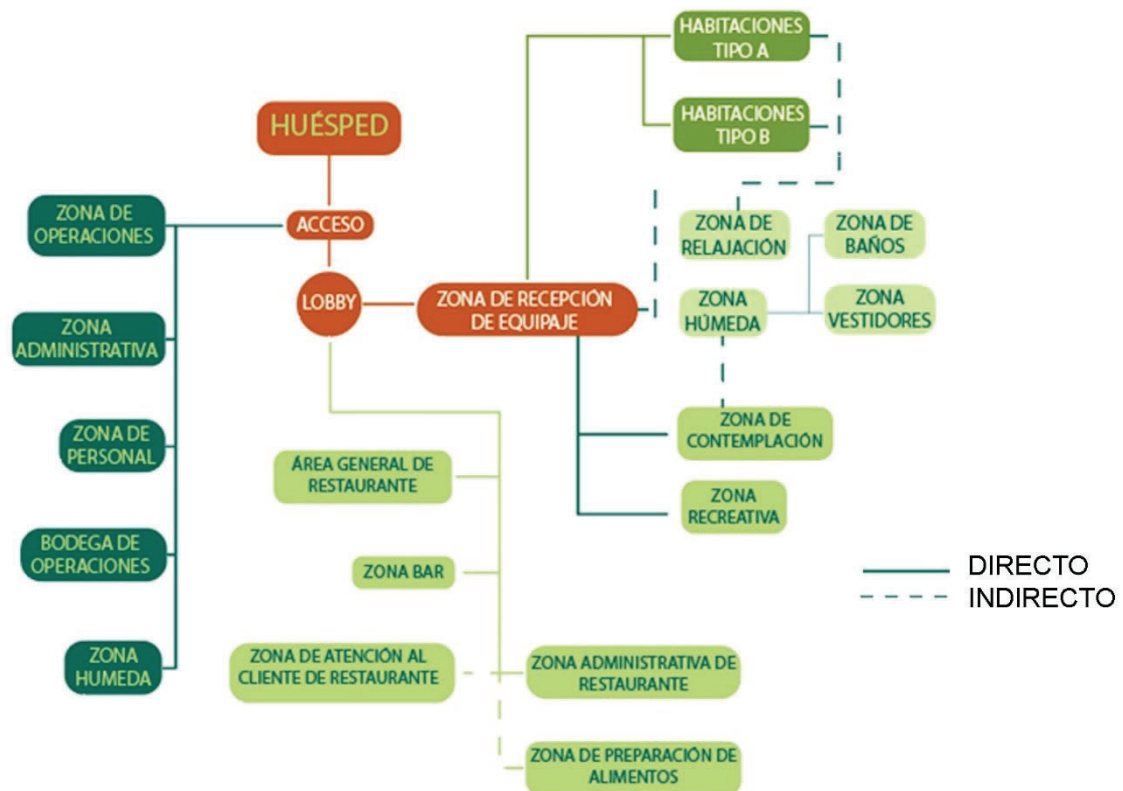 HABITACIONES
TIPO A
HUÉSPED
HABITACIONES
TIPO B
ZONA DE
OPERACIONES
ACCESO
ZONA DE
RELAJACIÓN
ZONA DE
BAÑOS
LOBBY
ZONA DE RECEPCIÓN
DE EQUIPAJE
ZONA
HÚMEDA
ZONA
VESTIDORES
ZONA
ADMINISTRATIVA
ZONA DE
PERSONAL
ZONA DE
CONTEMPLACIÓN
ÁREA GENERAL DE
RESTAURANTE
ZONA
RECREATIVA
BODEGA DE
OPERACIONES
ZONA BAR
DIRECTO
INDIRECTO
ZONA
HUMEDA
ZONA DE ATENCIÓN AL
CLIENTE DE RESTAURANTE
ZONA ADMINISTRATIVA DE
RESTAURANTE
ZONA DE PREPARACIÓN DE
ALIMENTOS